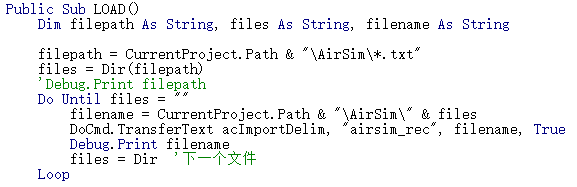 Public Sub LOAD()
    Dim filepath As String, files As String, filename As String

    filepath = CurrentProject.Path & "\AirSim\*.txt"
    files = Dir(filepath)
    'Debug.Print filepath
    Do Until files = ""
        filename = CurrentProject.Path & "\AirSim\" & files
        DoCmd.TransferText acImportDelim, "airsim_rec", filename, True
        Debug.Print filename
        files = Dir  '下一个文件
    Loop